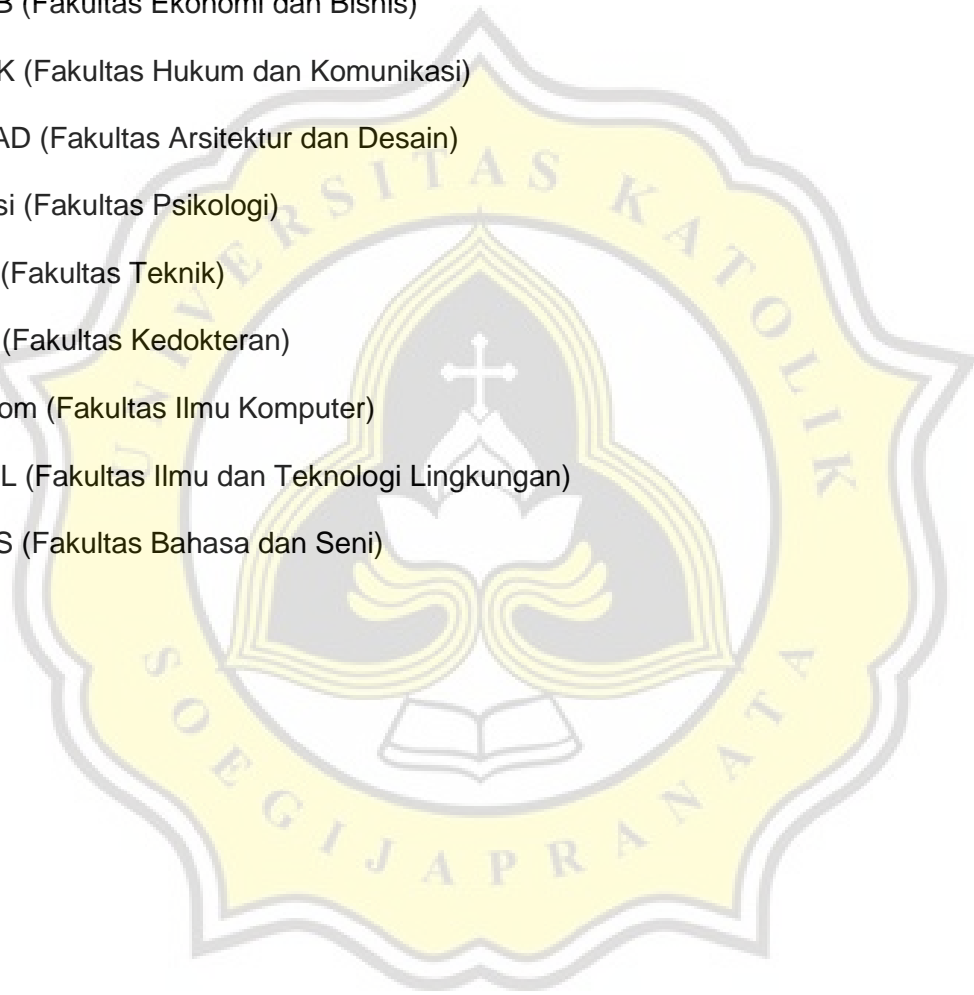 B (Fakultas Ekonomi dan Bisnis)
K (Fakultas Hukum dan Komunikasi)
AD (Fakultas Arsitektur dan Desain)
si (Fakultas Psikologi)
(Fakultas Teknik)
(Fakultas Kedokteran)
om (Fakultas Ilmu Komputer)
L (Fakultas Ilmu dan Teknologi Lingkungan)
S (Fakultas Bahasa dan Seni)
UNIVERSITAS KATOLIK
SOEGIJAPRANATA